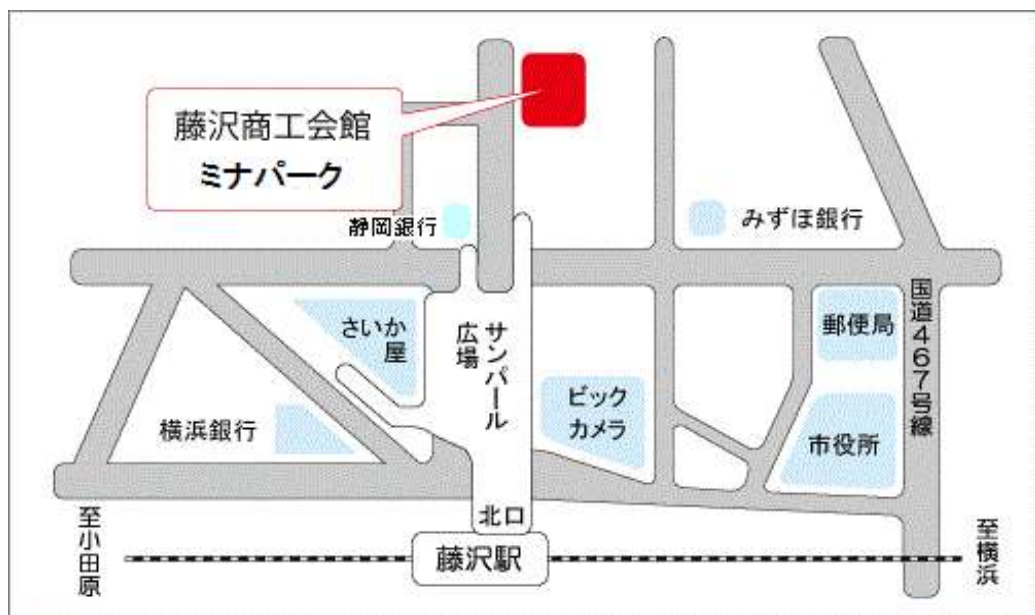 藤沢商工会館
ミナパーク
静岡銀行
みずほ銀行
さいか
屋
サンパール
広場
国道467号線
郵便局
ビック
カメラ
横浜銀行
市役所
北口
藤沢駅
至小田原
至横浜